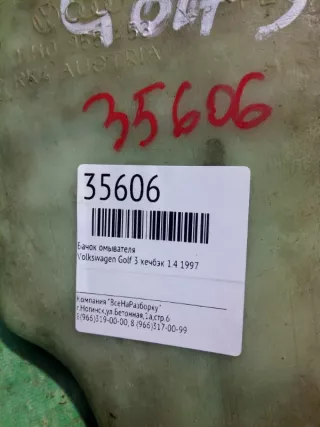 Golf 3
AUSTRIA
35606
35606
Бачок омывателя
Volkswagen Golf 3 хечбэк 1.4 1997
Компания "ВсеНаРазборку"
г.Ногинск,ул.Бетонная,1а,стр.6
8(966)319-00-00, 8 (966)317-00-99